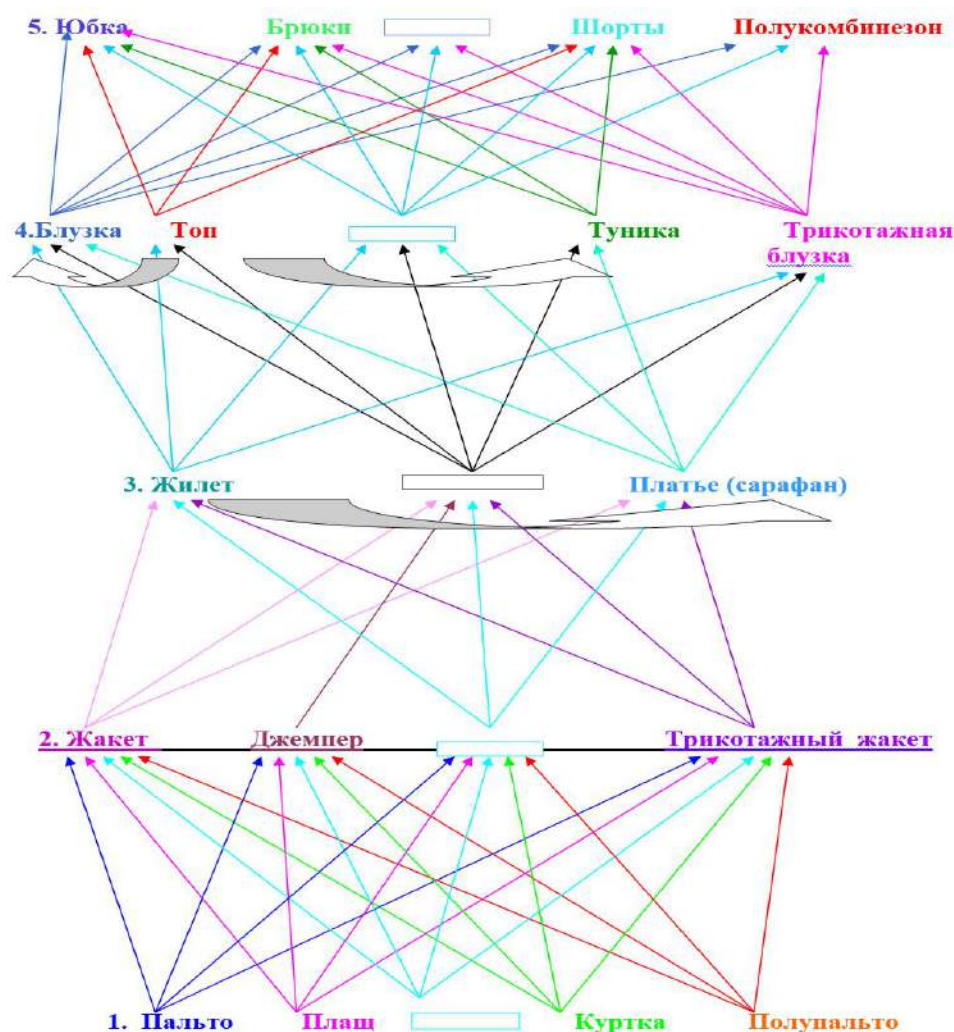 5. Юбка Брюки Шорты Полукомбинезон
4.Блузка Топ Туника Трикотажная
блузка
3. Жилет Платье (сарафан)
2. Жакет Джемпер Трикотажный жакет
1. Пальто Плащ Куртка Полупальто